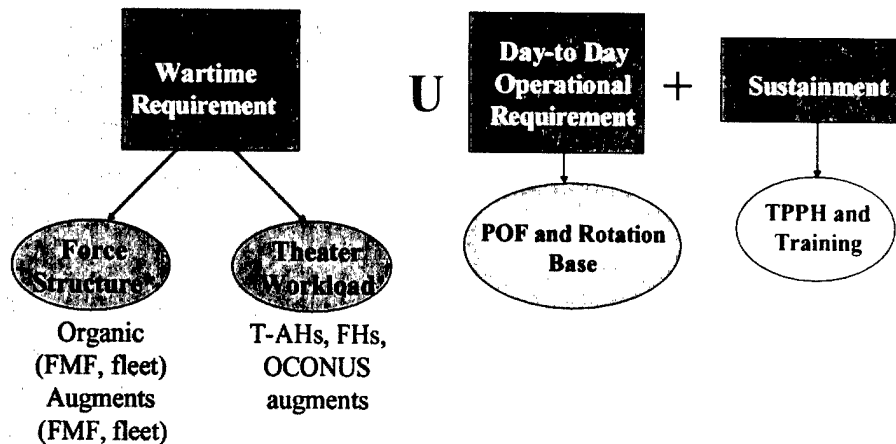 Wartime
Requirement
U
Day-to Day
Operational
Requirement
+
Sustainment
Force
Structure*
Theater
Workload
POF and Rotation
Base
TPPH and
Training
Organic
(FMF, fleet)
Augments
(FMF, fleet)
T-AHs, FHs,
OCONUS
augments